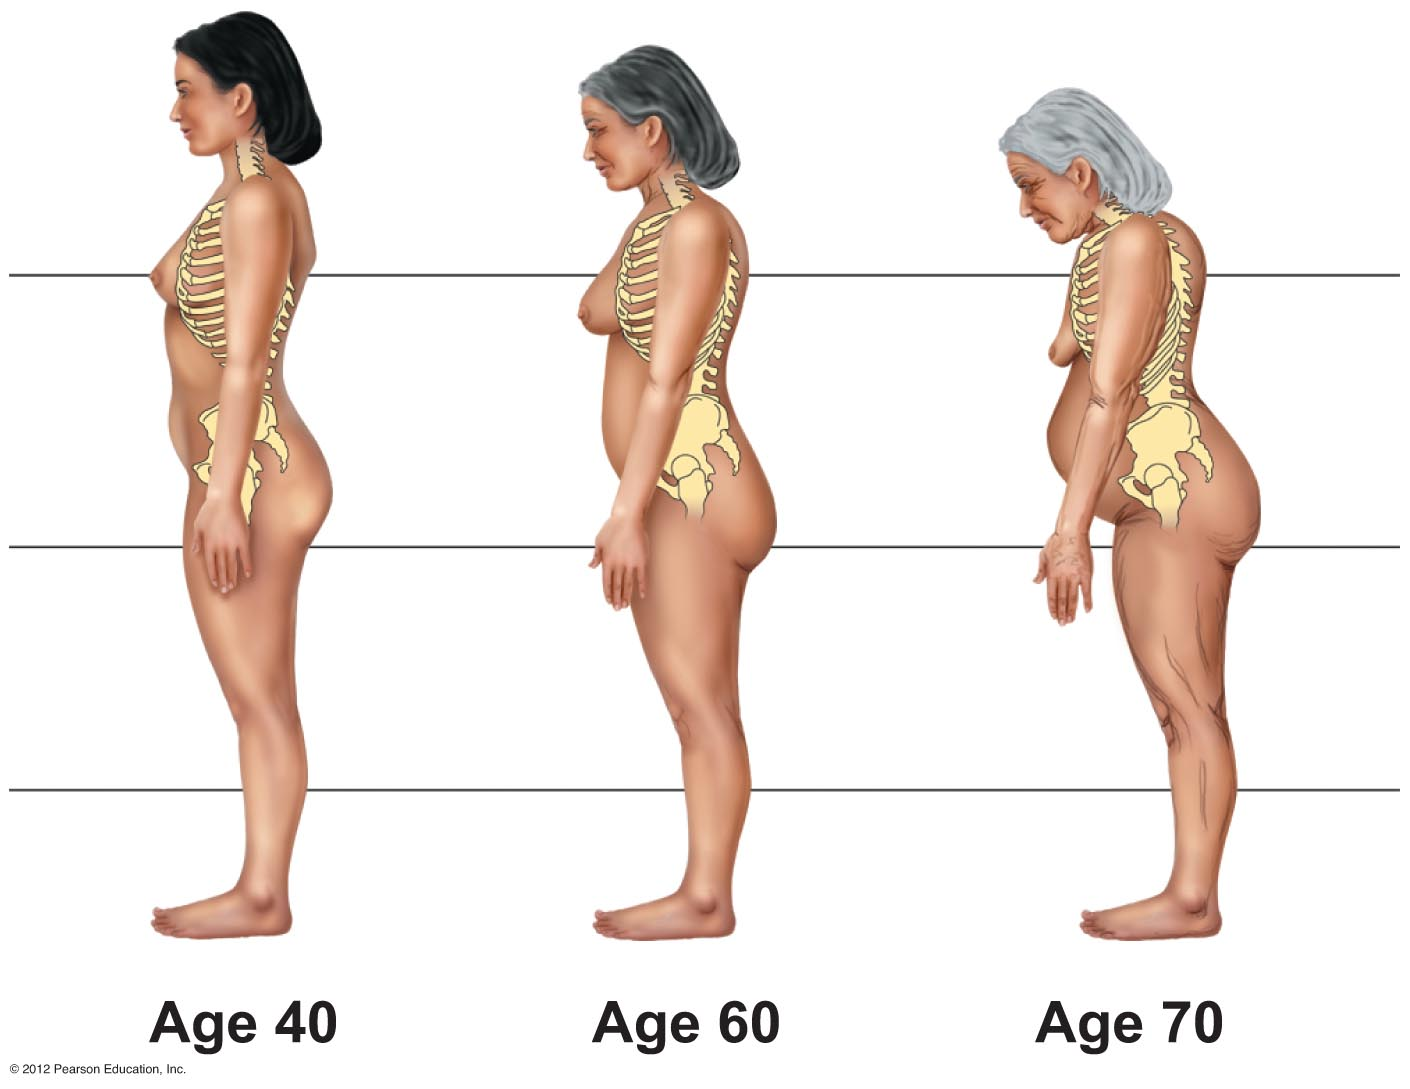 Age 40
Age 60
Age 70
© 2012 Pearson Education, Inc.